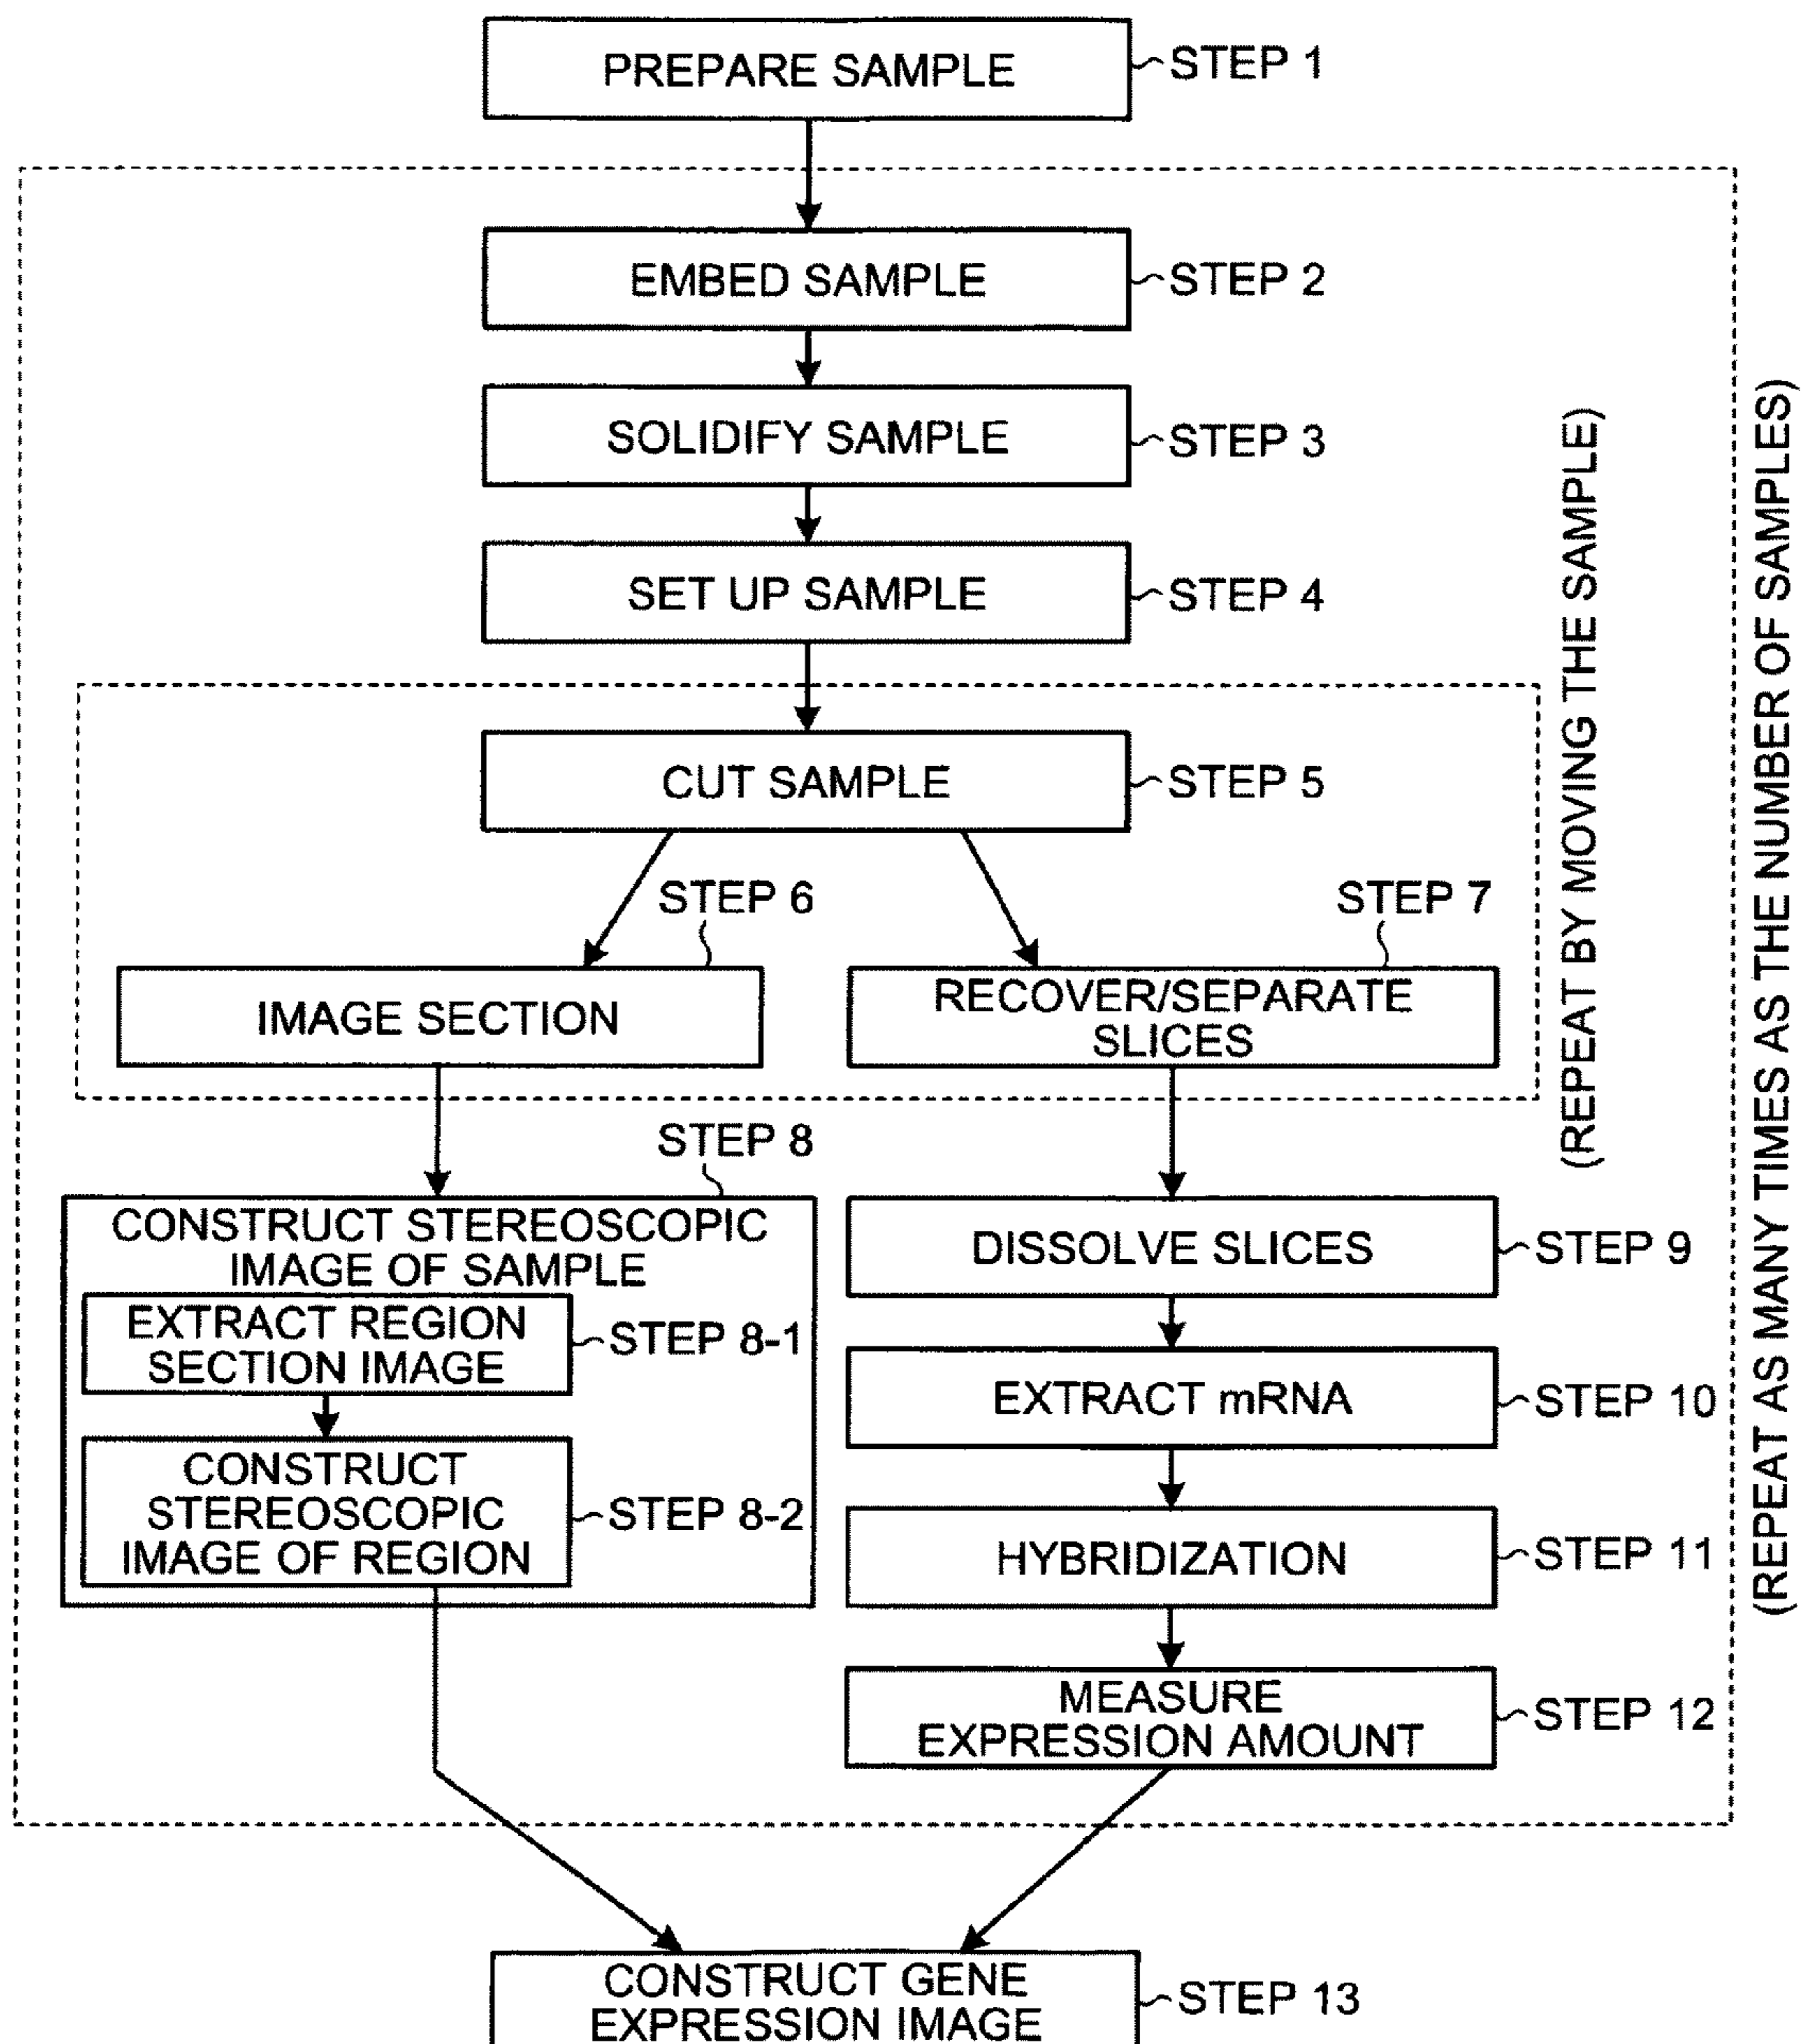 PREPARE SAMPLE
STEP 1
EMBED SAMPLE
STEP 2
SOLIDIFY SAMPLE
STEP 3
SET UP SAMPLE
STEP 4
CUT SAMPLE
STEP 5
STEP 6
IMAGE SECTION
STEP 7
RECOVER/SEPARATE
SLICES
(REPEAT BY MOVING THE SAMPLE)
(REPEAT AS MANY TIMES AS THE NUMBER OF SAMPLES)
STEP 8
CONSTRUCT STEREOSCOPIC
IMAGE OF SAMPLE
EXTRACT REGION
SECTION IMAGE
STEP 8-1
CONSTRUCT
STEREOSCOPIC
IMAGE OF REGION
STEP 8-2
DISSOLVE SLICES
STEP 9
EXTRACT mRNA
STEP 10
HYBRIDIZATION
STEP 11
MEASURE
EXPRESSION AMOUNT
STEP 12
CONSTRUCT GENE
EXPRESSION IMAGE
STEP 13